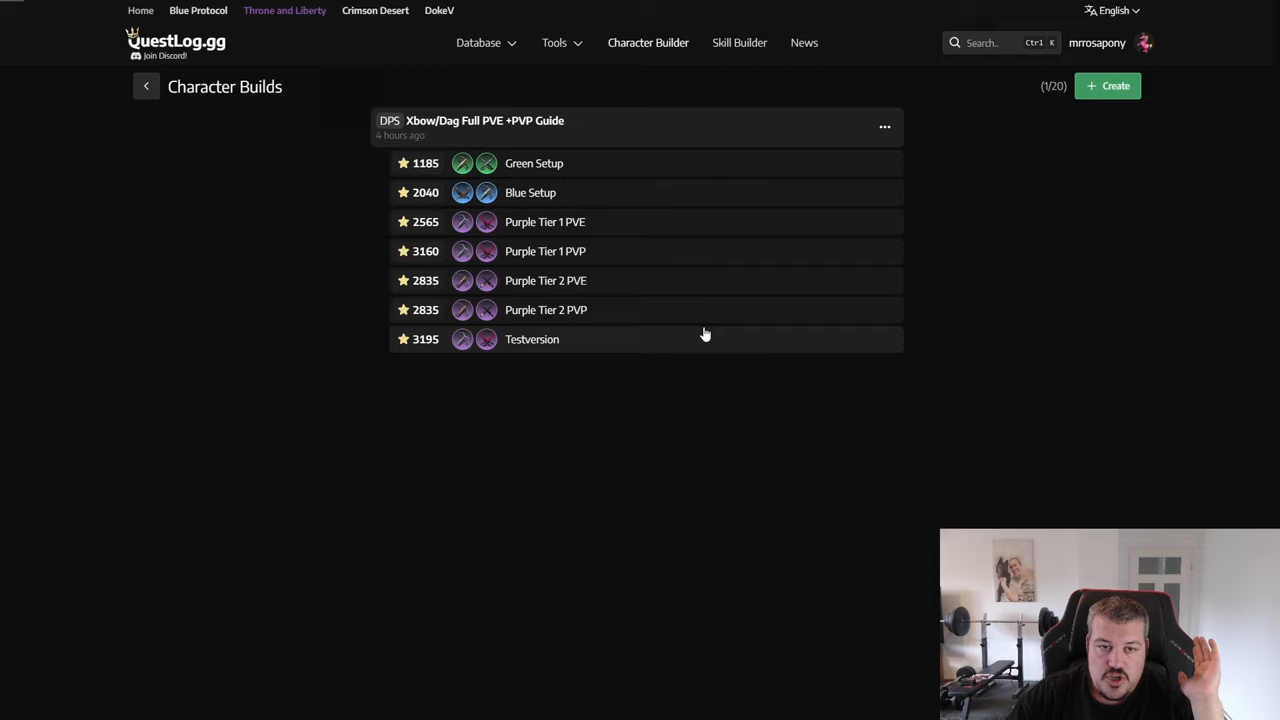 Home Blue Protocol Throne and Liberty Crimson Desert DokeV English
QuestLog.gg
Join Discord!
Database Tools Character Builder Skill Builder News Search.. Ctrl K mrrosapony
Character Builds (1/20) + Create
DPS Xbow/Dag Full PVE +PVP Guide
4 hours ago
1185 Green Setup
2040 Blue Setup
2565 Purple Tier 1 PVE
3160 Purple Tier 1 PVP
2835 Purple Tier 2 PVE
2835 Purple Tier 2 PVP
3195 Testversion